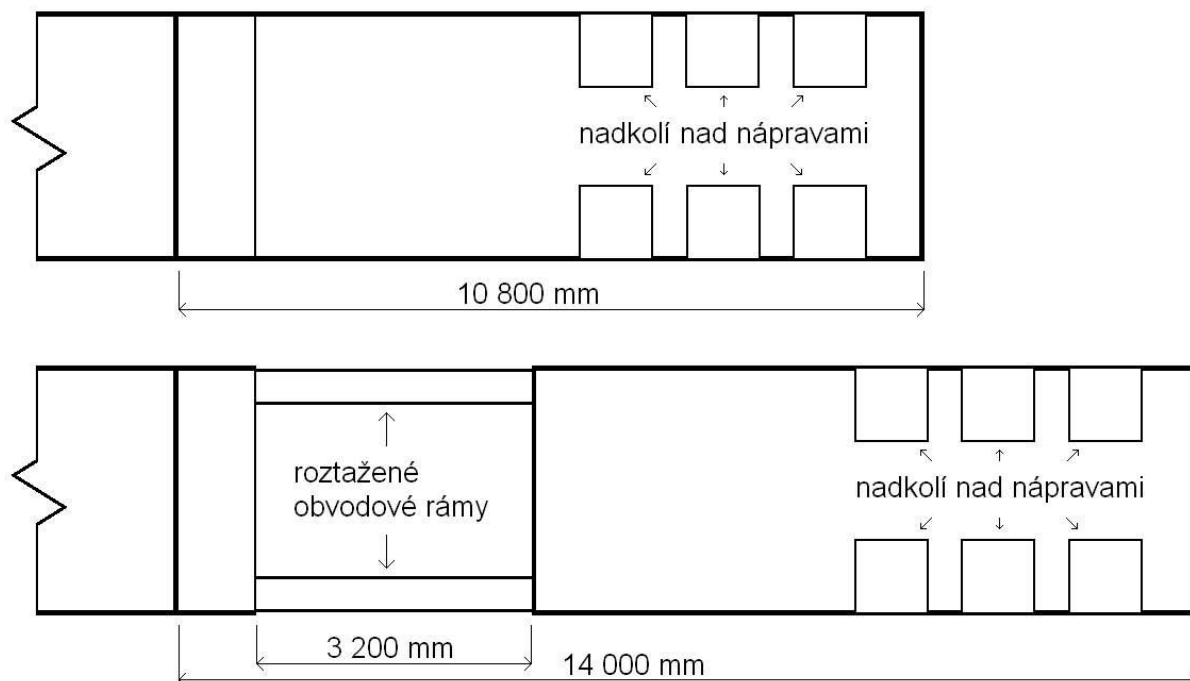 nadkolí nad nápravami
10 800 mm
roztažené
obvodové rámy
nadkolí nad nápravami
3 200 mm
14 000 mm